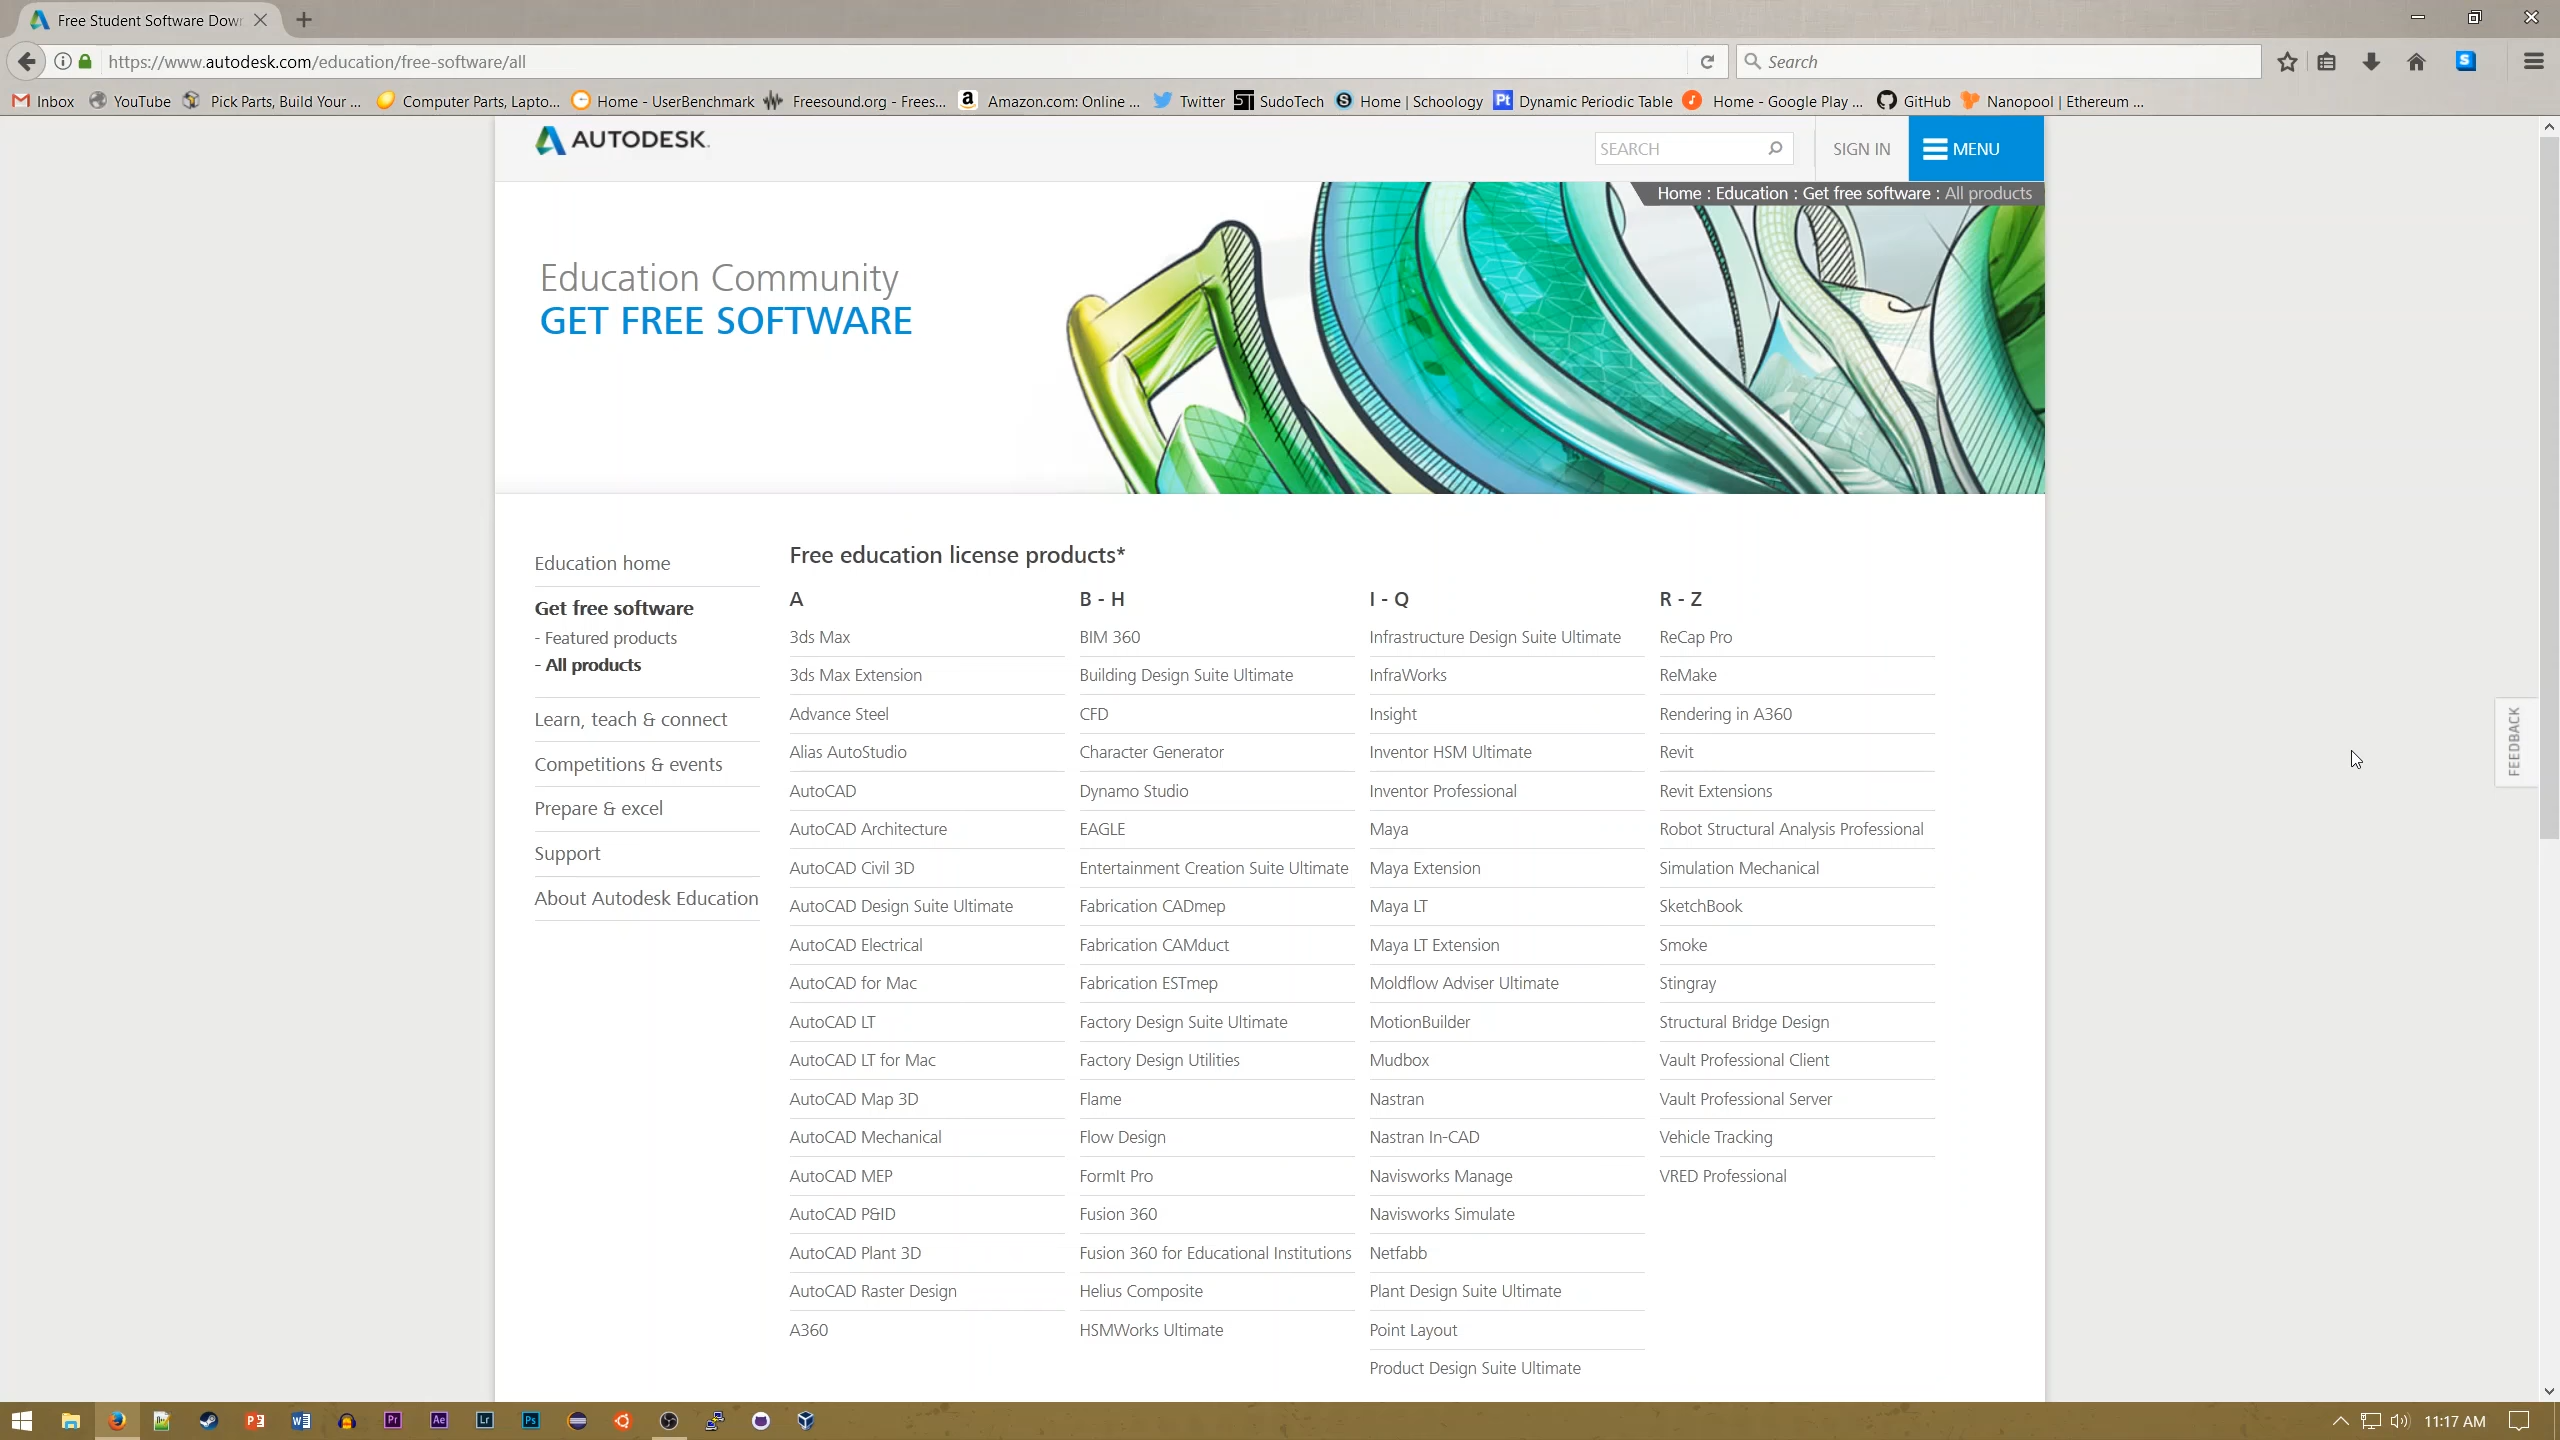 Free Student Software Dow
https://www.autodesk.com/education/free-software/all
Search
Inbox YouTube Pick Parts, Build Your ... Computer Parts, Lapto... Home - UserBenchmark Freesound.org - Frees... Amazon.com: Online ... Twitter SudoTech Home | Schoology Dynamic Periodic Table Home - Google Play ... GitHub Nanopool | Ethereum ...
AUTODESK.
SEARCH
SIGN IN
MENU
Home : Education : Get free software : All products
Education Community
GET FREE SOFTWARE
Education home
Get free software
- Featured products
- All products
Learn, teach & connect
Competitions & events
Prepare & excel
Support
About Autodesk Education
Free education license products*
A
3ds Max
3ds Max Extension
Advance Steel
Alias AutoStudio
AutoCAD
AutoCAD Architecture
AutoCAD Civil 3D
AutoCAD Design Suite Ultimate
AutoCAD Electrical
AutoCAD for Mac
AutoCAD LT
AutoCAD LT for Mac
AutoCAD Map 3D
AutoCAD Mechanical
AutoCAD MEP
AutoCAD P&ID
AutoCAD Plant 3D
AutoCAD Raster Design
A360
B - H
BIM 360
Building Design Suite Ultimate
CFD
Character Generator
Dynamo Studio
EAGLE
Entertainment Creation Suite Ultimate
Fabrication CADmep
Fabrication CAMduct
Fabrication ESTmep
Factory Design Suite Ultimate
Factory Design Utilities
Flame
Flow Design
FormIt Pro
Fusion 360
Fusion 360 for Educational Institutions
Helius Composite
HSMWorks Ultimate
I - Q
Infrastructure Design Suite Ultimate
InfraWorks
Insight
Inventor HSM Ultimate
Inventor Professional
Maya
Maya Extension
Maya LT
Maya LT Extension
Moldflow Adviser Ultimate
MotionBuilder
Mudbox
Nastran
Nastran In-CAD
Navisworks Manage
Navisworks Simulate
Netfabb
Plant Design Suite Ultimate
Point Layout
Product Design Suite Ultimate
R - Z
ReCap Pro
ReMake
Rendering in A360
Revit
Revit Extensions
Robot Structural Analysis Professional
Simulation Mechanical
SketchBook
Smoke
Stingray
Structural Bridge Design
Vault Professional Client
Vault Professional Server
Vehicle Tracking
VRED Professional
FEEDBACK
Pr Ae Lr Ps
11:17 AM